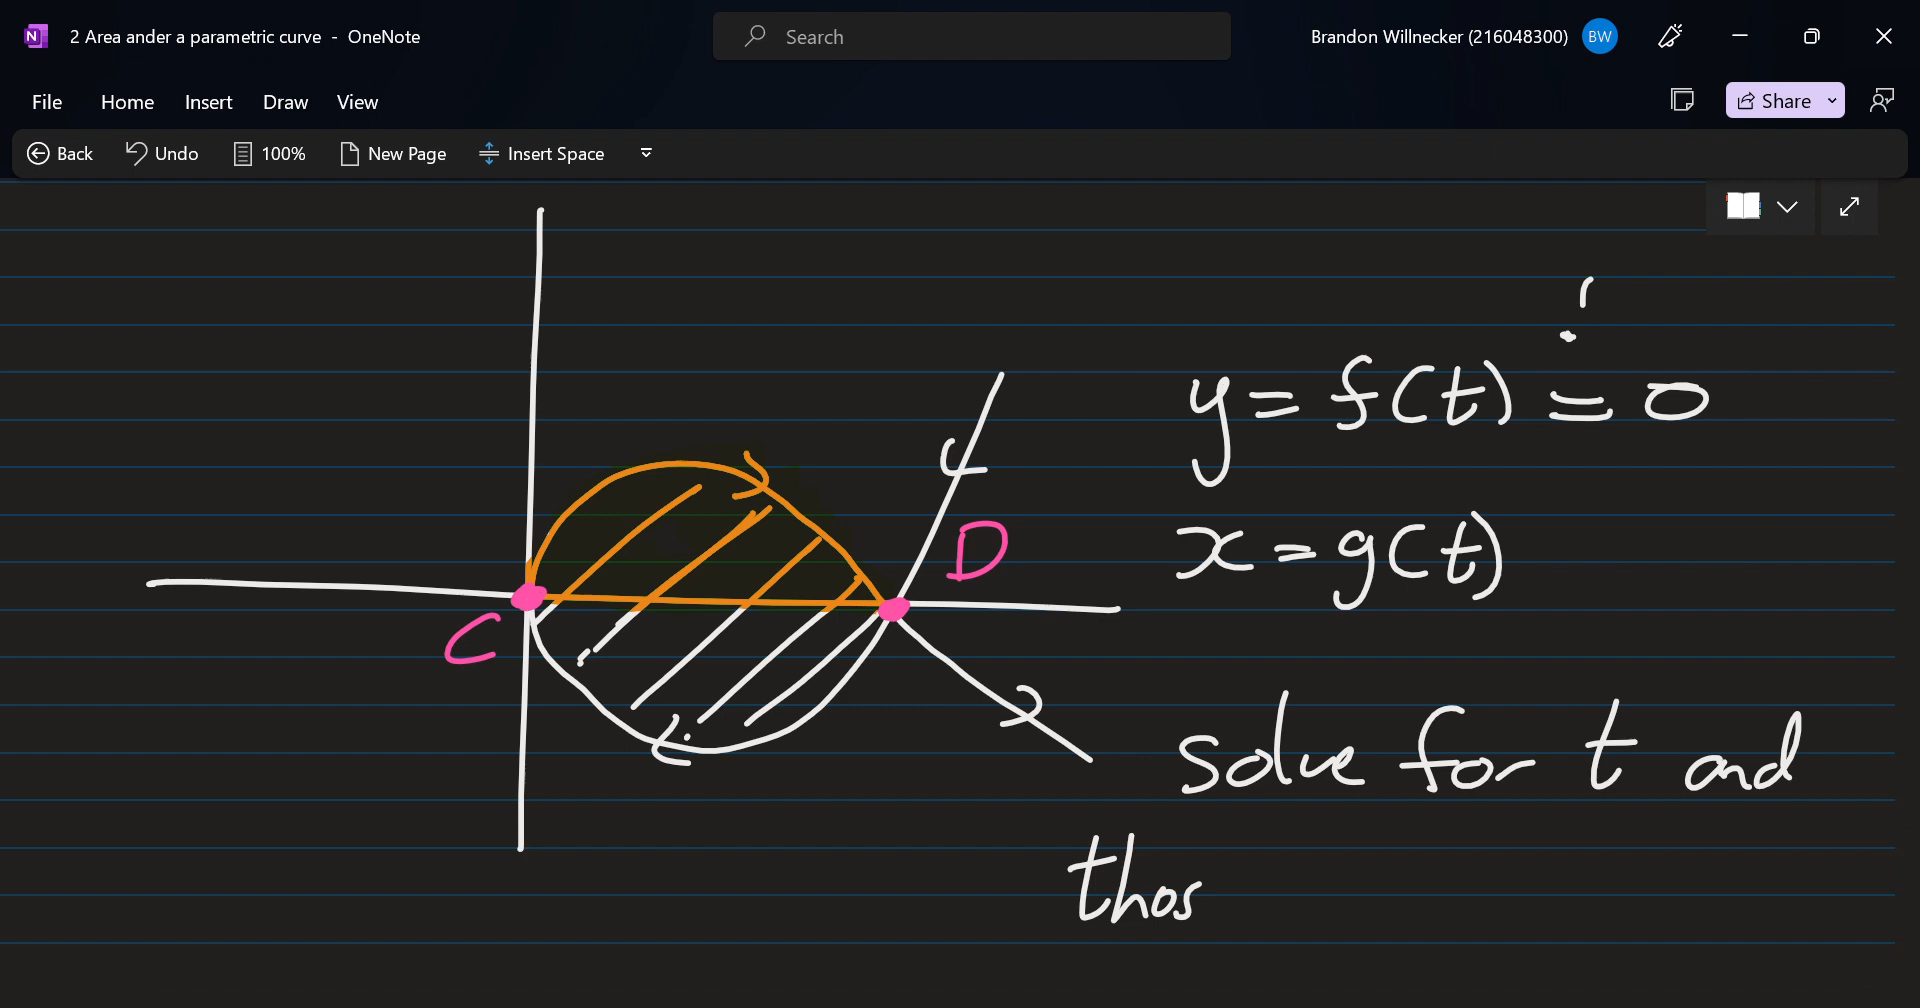 2 Area ander a parametric curve - OneNote
Search
Brandon Willnecker (216048300)
BW
File Home Insert Draw View
Share
Back Undo 100% New Page Insert Space
y = f(t) = 0
x = g(t)
D
C
solve for t and
thos